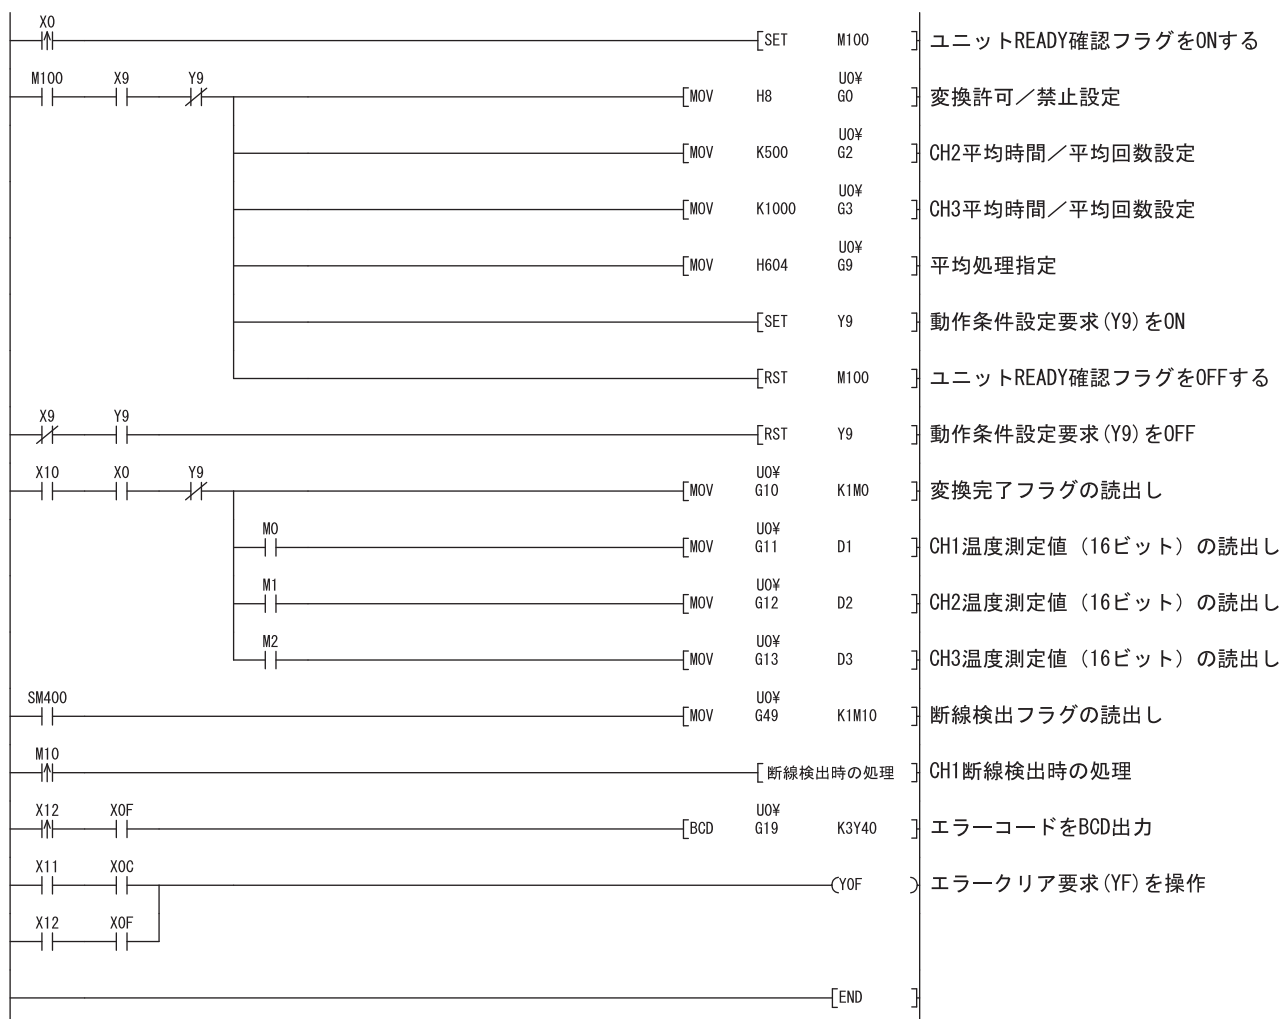 X0
SET M100 ユニットREADY確認フラグをONする
M100 X9 Y9 U0¥
MOV H8 G0 変換許可／禁止設定
U0¥
MOV K500 G2 CH2平均時間／平均回数設定
U0¥
MOV K1000 G3 CH3平均時間／平均回数設定
U0¥
MOV H604 G9 平均処理指定
SET Y9 動作条件設定要求(Y9)をON
RST M100 ユニットREADY確認フラグをOFFする
X9 Y9
RST Y9 動作条件設定要求(Y9)をOFF
X10 X0 Y9 U0¥
MOV G10 K1M0 変換完了フラグの読出し
M0 U0¥
MOV G11 D1 CH1温度測定値（16ビット）の読出し
M1 U0¥
MOV G12 D2 CH2温度測定値（16ビット）の読出し
M2 U0¥
MOV G13 D3 CH3温度測定値（16ビット）の読出し
SM400 U0¥
MOV G49 K1M10 断線検出フラグの読出し
M10
断線検出時の処理 CH1断線検出時の処理
X12 X0F U0¥
BCD G19 K3Y40 エラーコードをBCD出力
X11 X0C
Y0F エラークリア要求(YF)を操作
X12 X0F
END